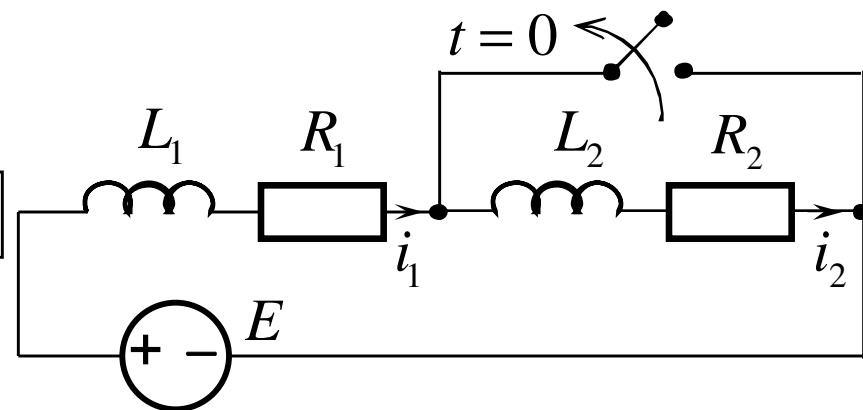 t = 0
L₁ R₁ L₂ R₂
i₁ i₂
E
+ −